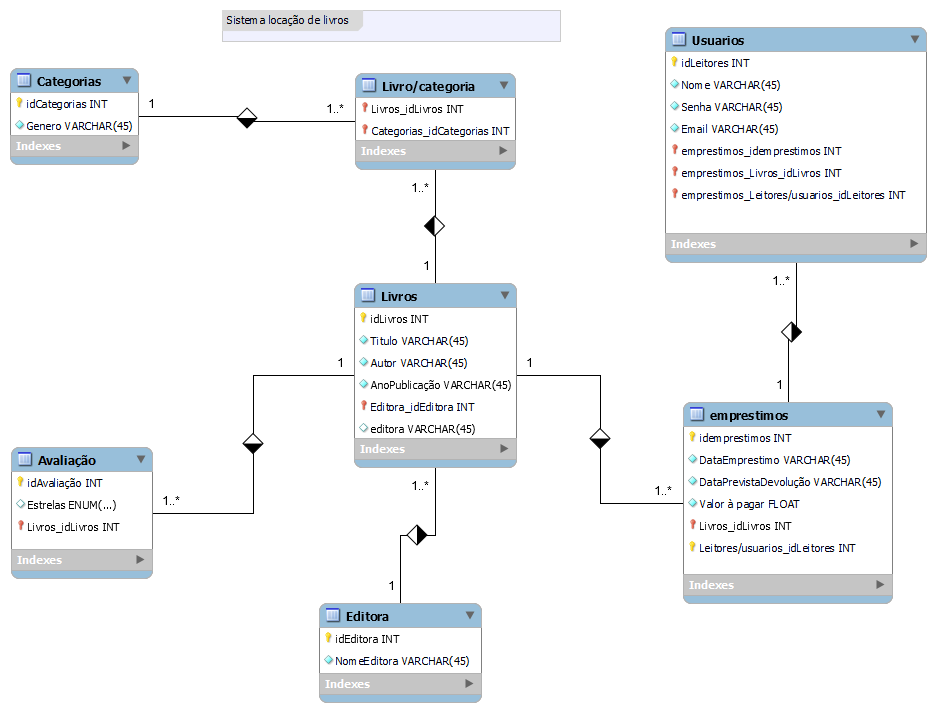 Sistema locação de livros
Categorias
idCategorias INT
Genero VARCHAR(45)
Indexes
1
1..*
Livro/categoria
Livros_idLivros INT
Categorias_idCategorias INT
Indexes
1..*
1
Usuarios
idLeitores INT
Nome VARCHAR(45)
Senha VARCHAR(45)
Email VARCHAR(45)
emprestimos_idemprestimos INT
emprestimos_Livros_idLivros INT
emprestimos_Leitores/usuarios_idLeitores INT
Indexes
1..*
1
Livros
idLivros INT
Titulo VARCHAR(45)
Autor VARCHAR(45)
AnoPublicação VARCHAR(45)
Editora_idEditora INT
editora VARCHAR(45)
Indexes
1
1..*
1
1..*
1..*
1
Avaliação
idAvaliação INT
Estrelas ENUM(...)
Livros_idLivros INT
Indexes
emprestimos
idemprestimos INT
DataEmprestimo VARCHAR(45)
DataPrevistaDevolução VARCHAR(45)
Valor à pagar FLOAT
Livros_idLivros INT
Leitores/usuarios_idLeitores INT
Indexes
Editora
idEditora INT
NomeEditora VARCHAR(45)
Indexes